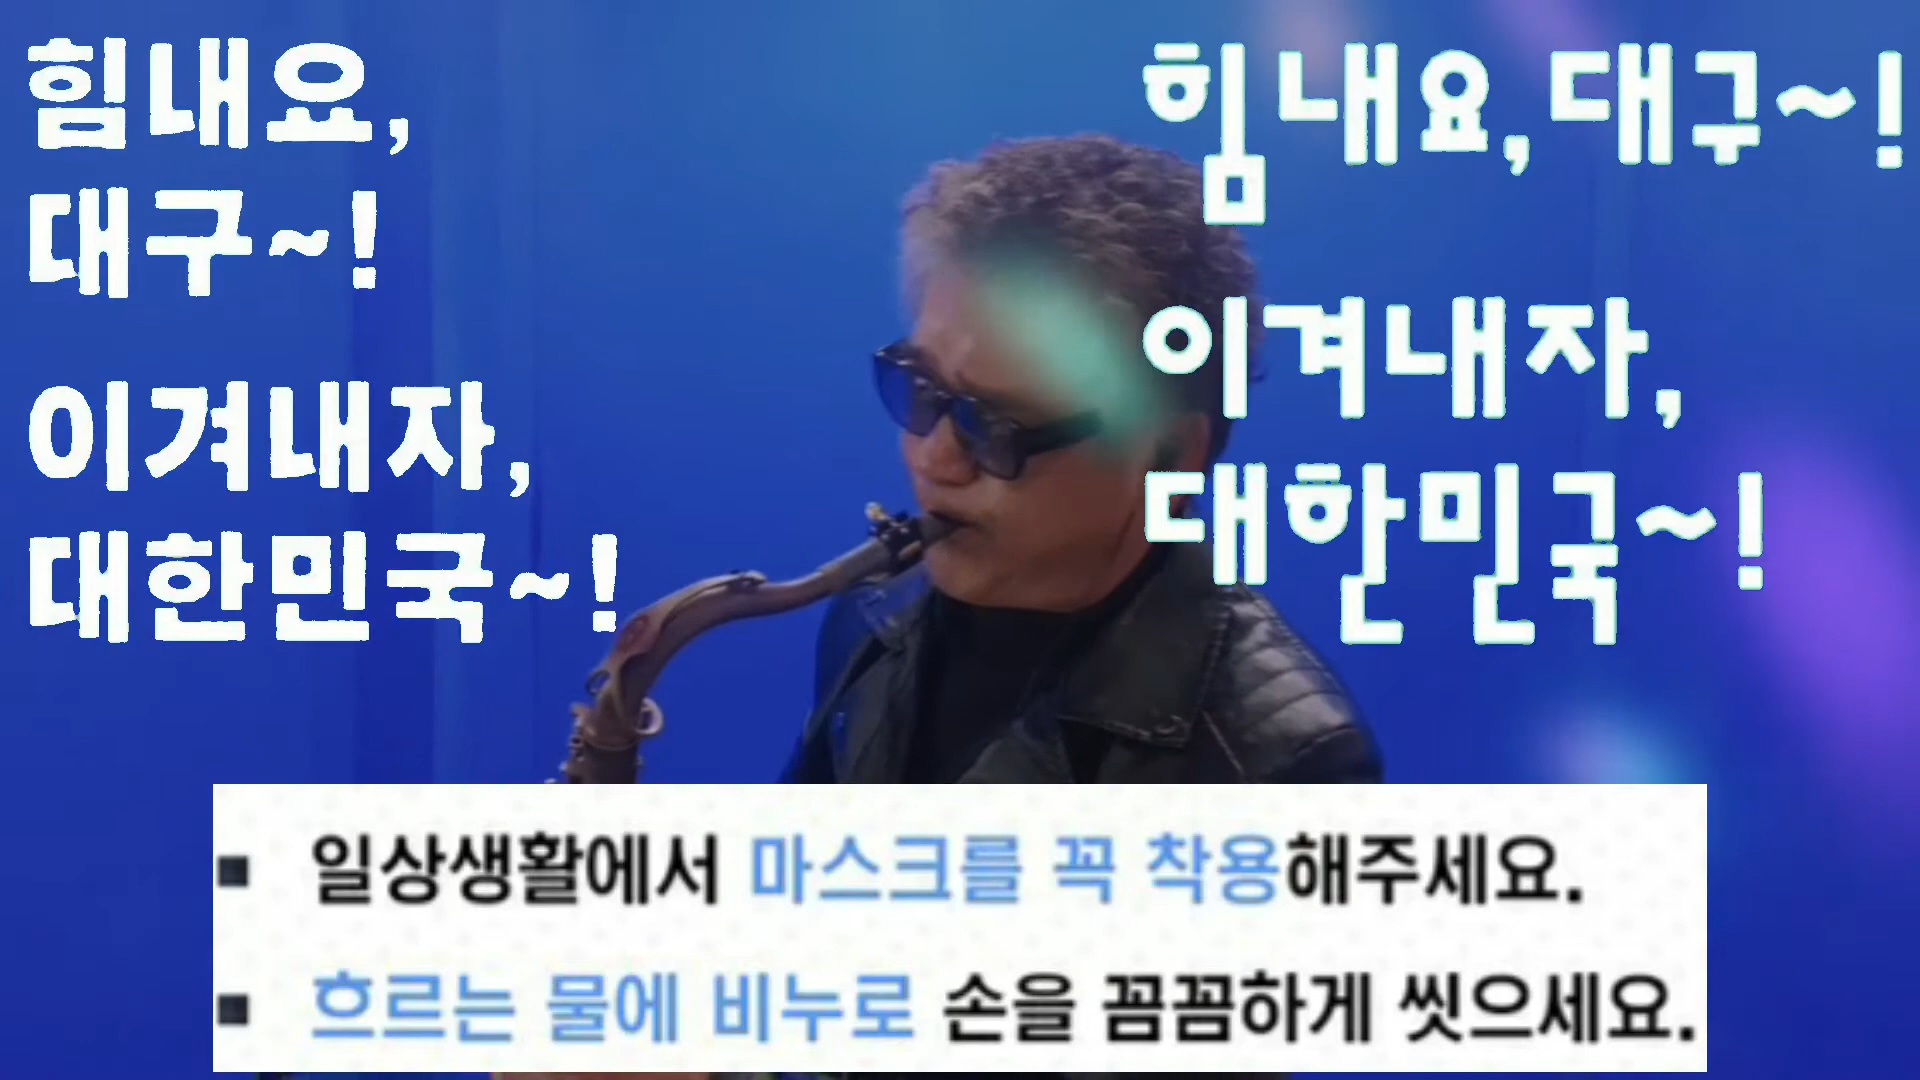 힘내요,
대구~!
이겨내자,
대한민국~!
힘내요, 대구~!
이겨내자,
대한민국~!
▪ 일상생활에서 마스크를 꼭 착용해주세요.
▪ 흐르는 물에 비누로 손을 꼼꼼하게 씻으세요.